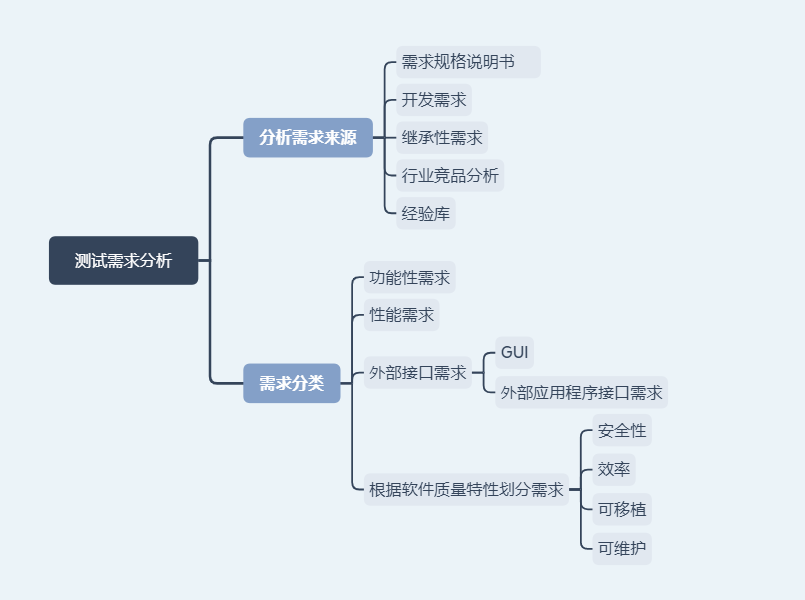 测试需求分析
分析需求来源
需求规格说明书
开发需求
继承性需求
行业竞品分析
经验库
需求分类
功能性需求
性能需求
外部接口需求
GUI
外部应用程序接口需求
根据软件质量特性划分需求
安全性
效率
可移植
可维护